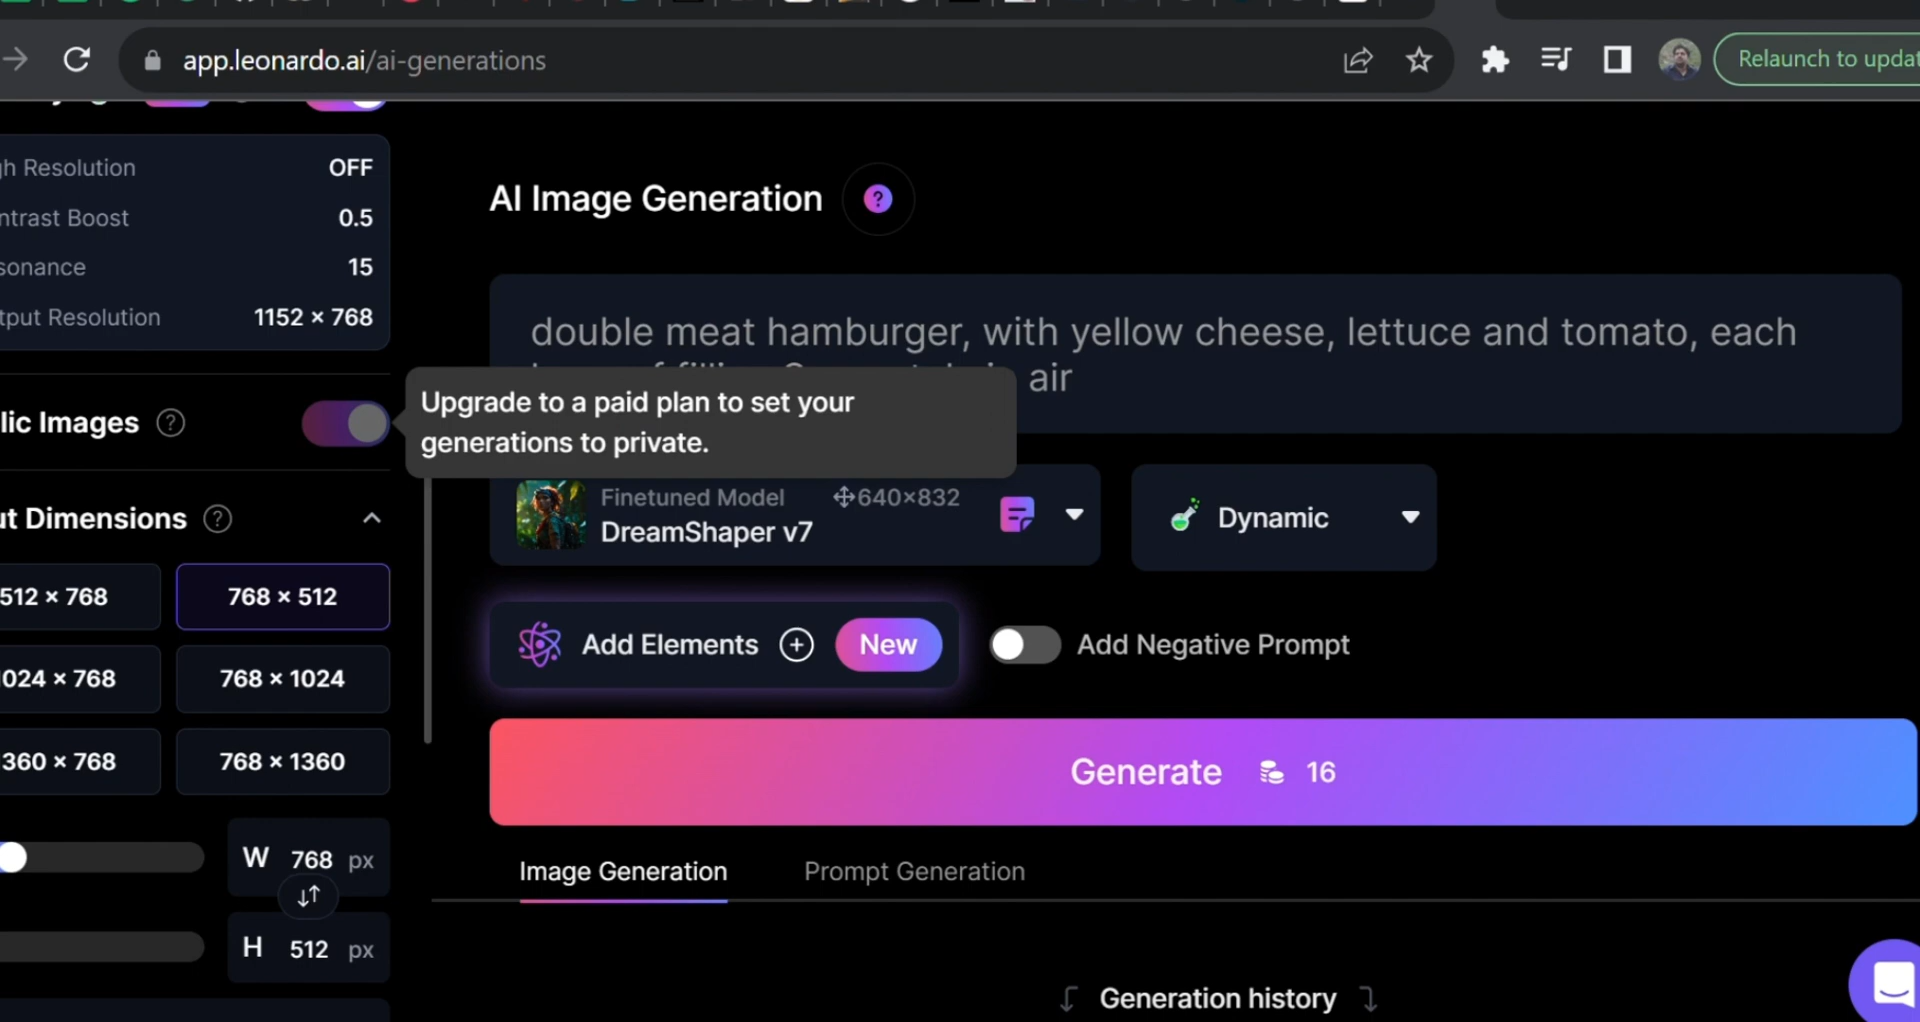 app.leonardo.ai/ai-generations
Relaunch to updat
gh Resolution OFF
ntrast Boost 0.5
sonance 15
tput Resolution 1152 × 768
lic Images ?
ut Dimensions ?
512 × 768 768 × 512
024 × 768 768 × 1024
360 × 768 768 × 1360
W 768 px
H 512 px
AI Image Generation ?
double meat hamburger, with yellow cheese, lettuce and tomato, each
air
Upgrade to a paid plan to set your
generations to private.
Finetuned Model 640×832
DreamShaper v7
Dynamic
Add Elements New Add Negative Prompt
Generate 16
Image Generation Prompt Generation
Generation history